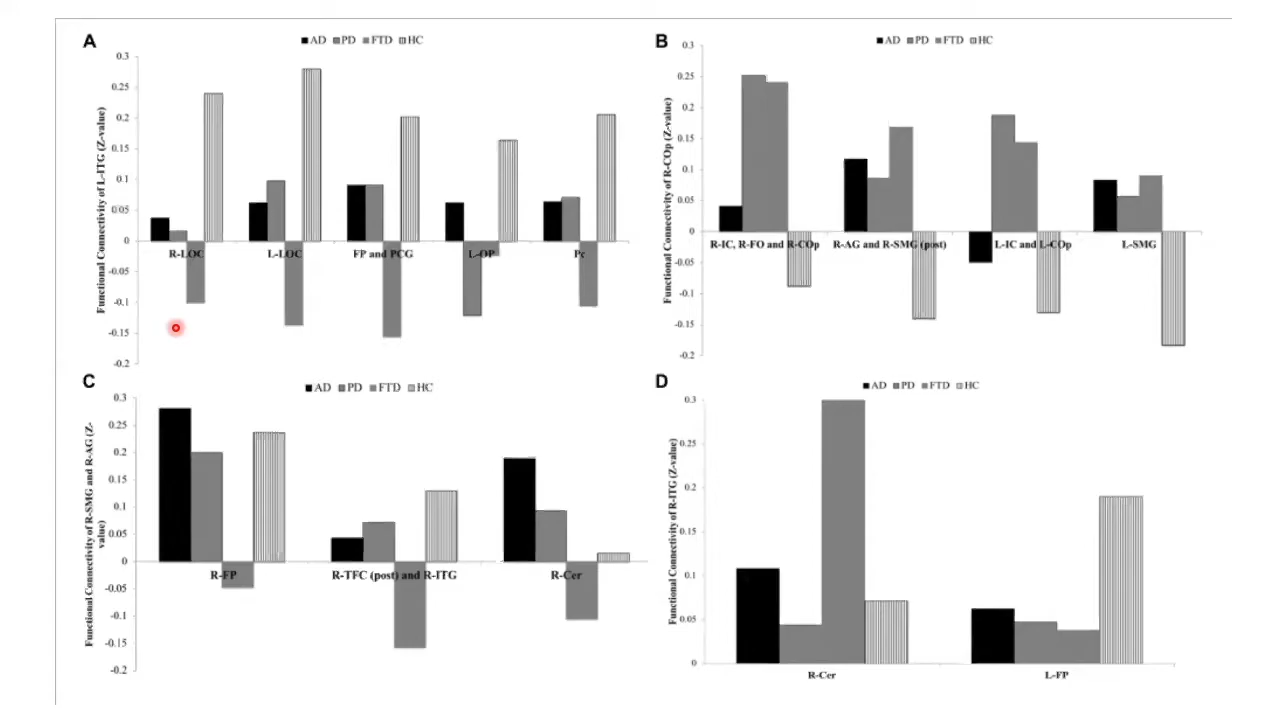 A
AD PD FTD HC
Functional Connectivity of L-ITG (Z-value)
0.3
0.25
0.2
0.15
0.1
0.05
0
-0.05
-0.1
-0.15
-0.2
R-LOC L-LOC FP and PCG L-OP Pc
B
AD PD FTD HC
Functional Connectivity of R-COp (Z-value)
0.3
0.25
0.2
0.15
0.1
0.05
0
-0.05
-0.1
-0.15
-0.2
R-IC, R-FO and R-COp R-AG and R-SMG (post) L-IC and L-COp L-SMG
C
AD PD FTD HC
Functional Connectivity of R-SMG and R-AG (Z-
value)
0.3
0.25
0.2
0.15
0.1
0.05
0
-0.05
-0.1
-0.15
-0.2
R-FP R-TFC (post) and R-ITG R-Cer
D
AD PD FTD HC
Functional Connectivity of R-ITG (Z-value)
0.3
0.25
0.2
0.15
0.1
0.05
0
R-Cer L-FP